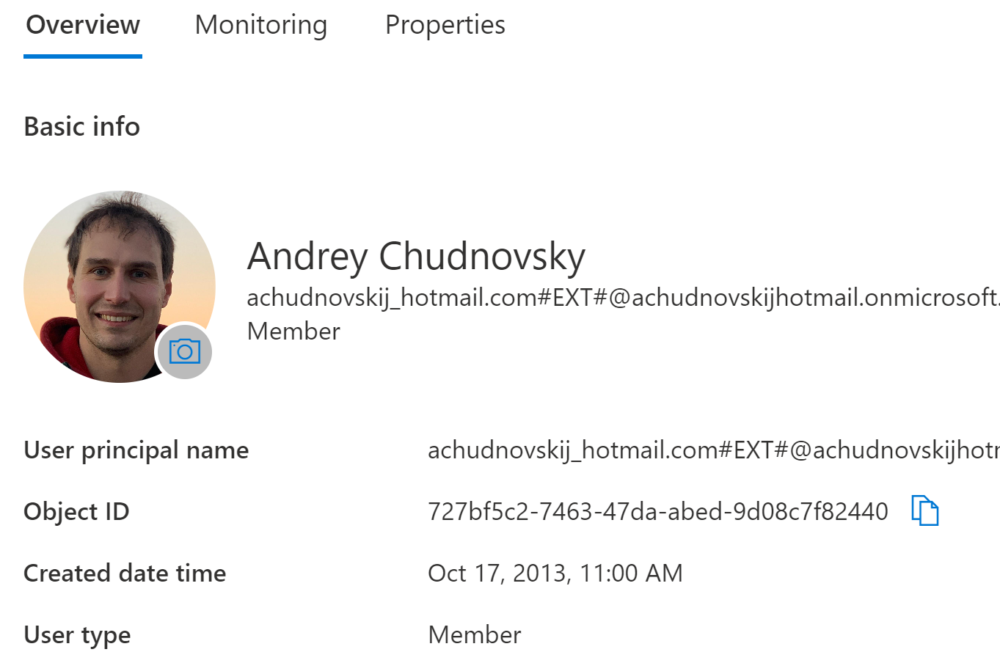 Overview Monitoring Properties
Basic info
Andrey Chudnovsky
achudnovskij_hotmail.com#EXT#@achudnovskijhotmail.onmicrosoft.
Member
User principal name achudnovskij_hotmail.com#EXT#@achudnovskijhot
Object ID 727bf5c2-7463-47da-abed-9d08c7f82440
Created date time Oct 17, 2013, 11:00 AM
User type Member